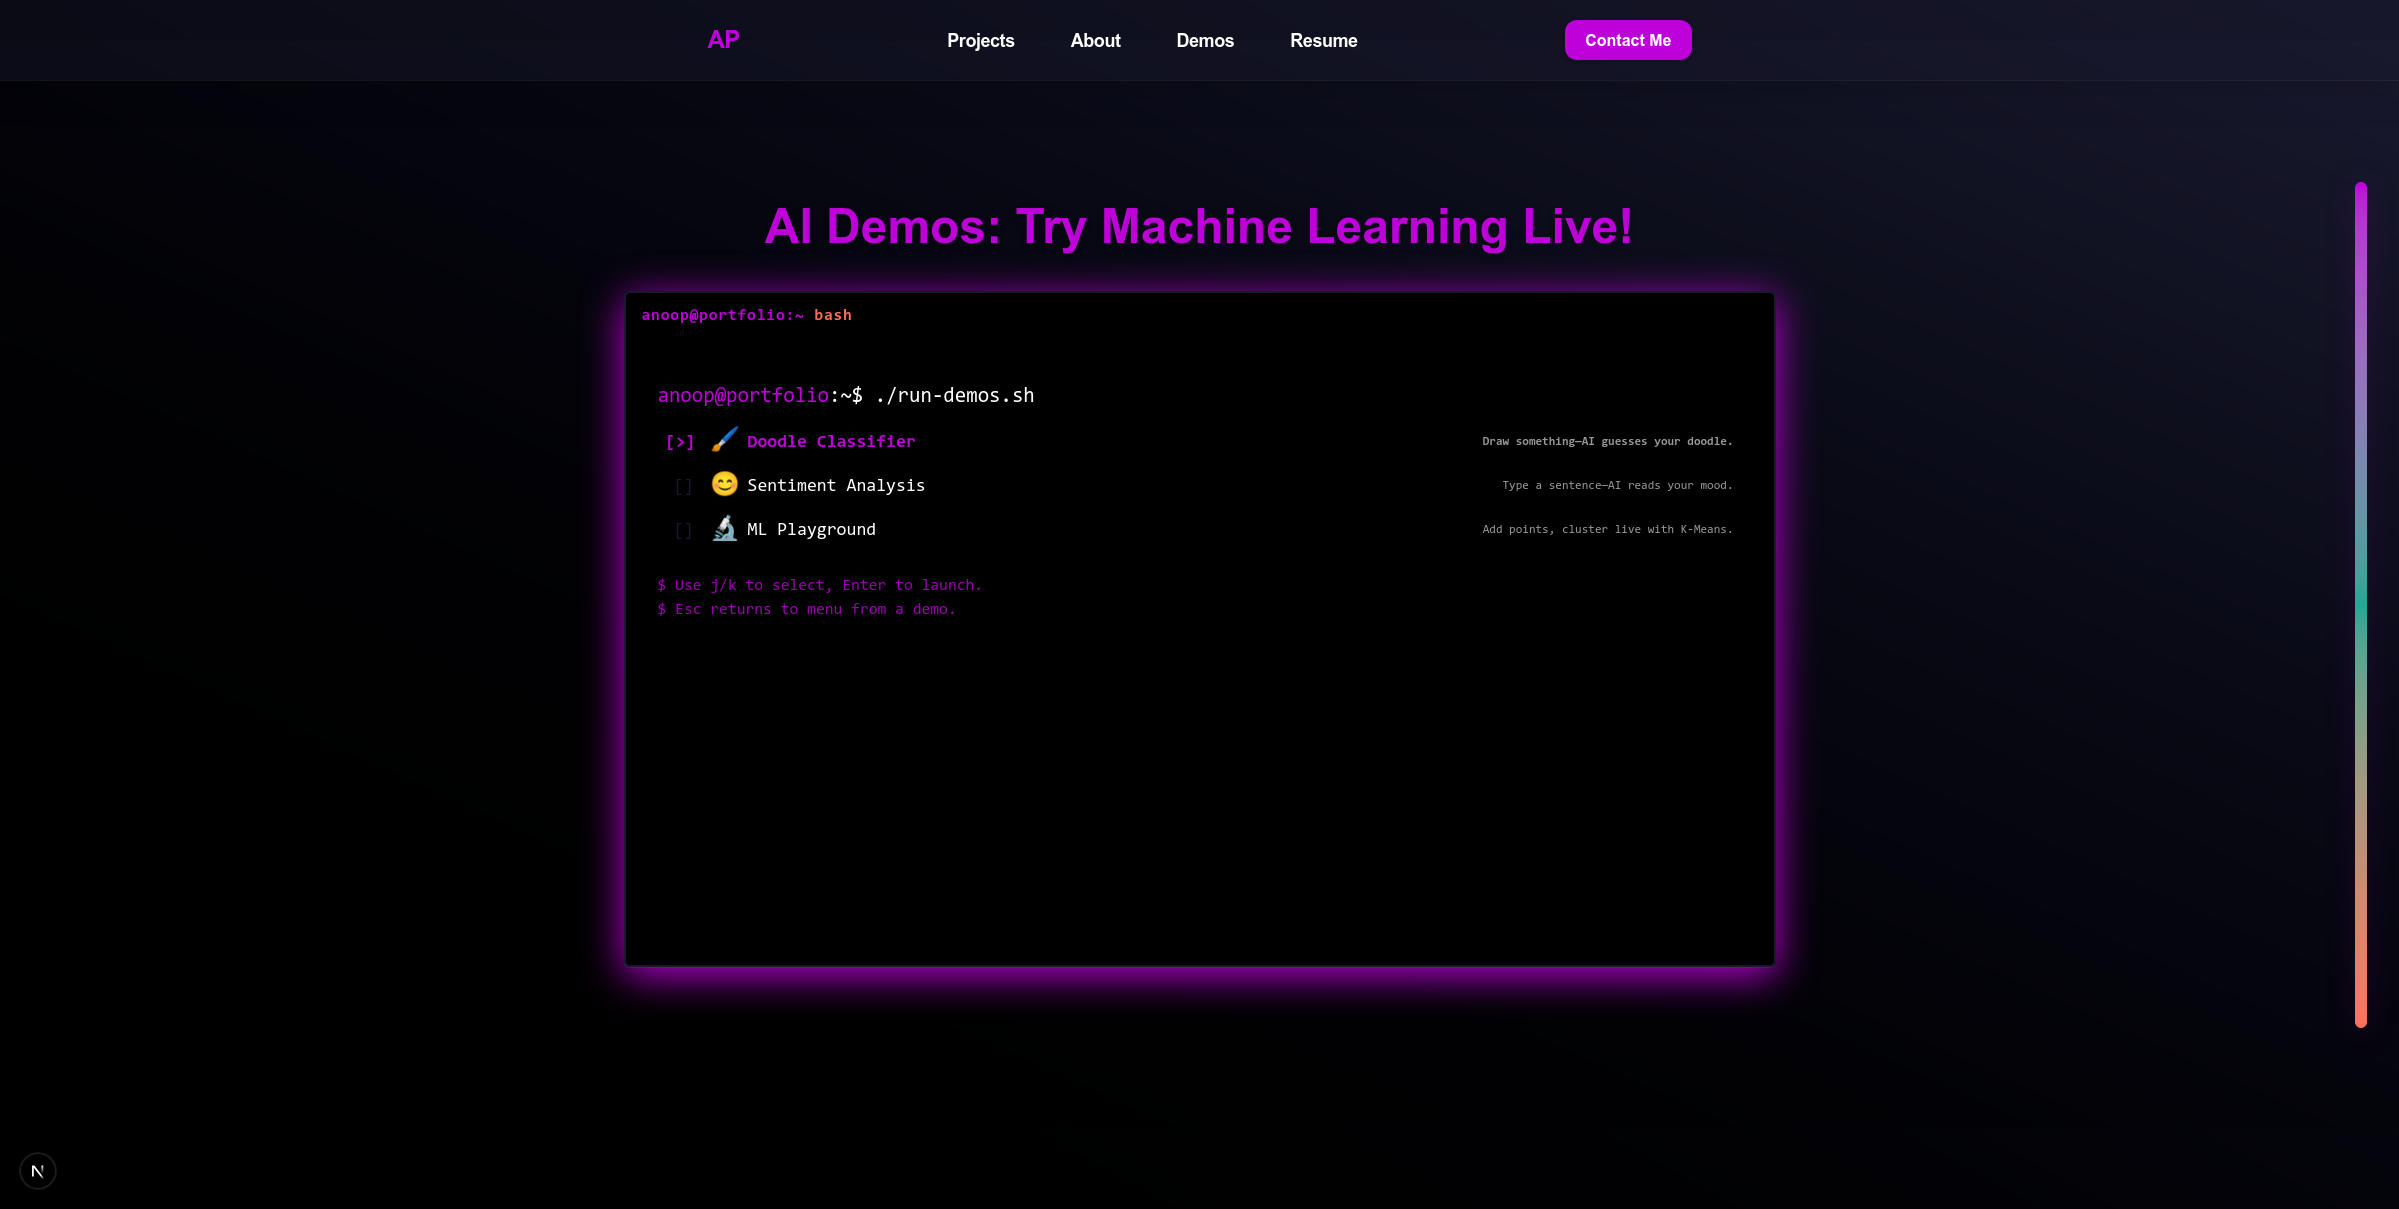 AP
Projects
About
Demos
Resume
Contact Me
AI Demos: Try Machine Learning Live!
anoop@portfolio:~ bash
anoop@portfolio:~$ ./run-demos.sh
[>] 🖌️ Doodle Classifier Draw something—AI guesses your doodle.
[] 😊 Sentiment Analysis Type a sentence—AI reads your mood.
[] 🔬 ML Playground Add points, cluster live with K-Means.
$ Use j/k to select, Enter to launch.
$ Esc returns to menu from a demo.
N